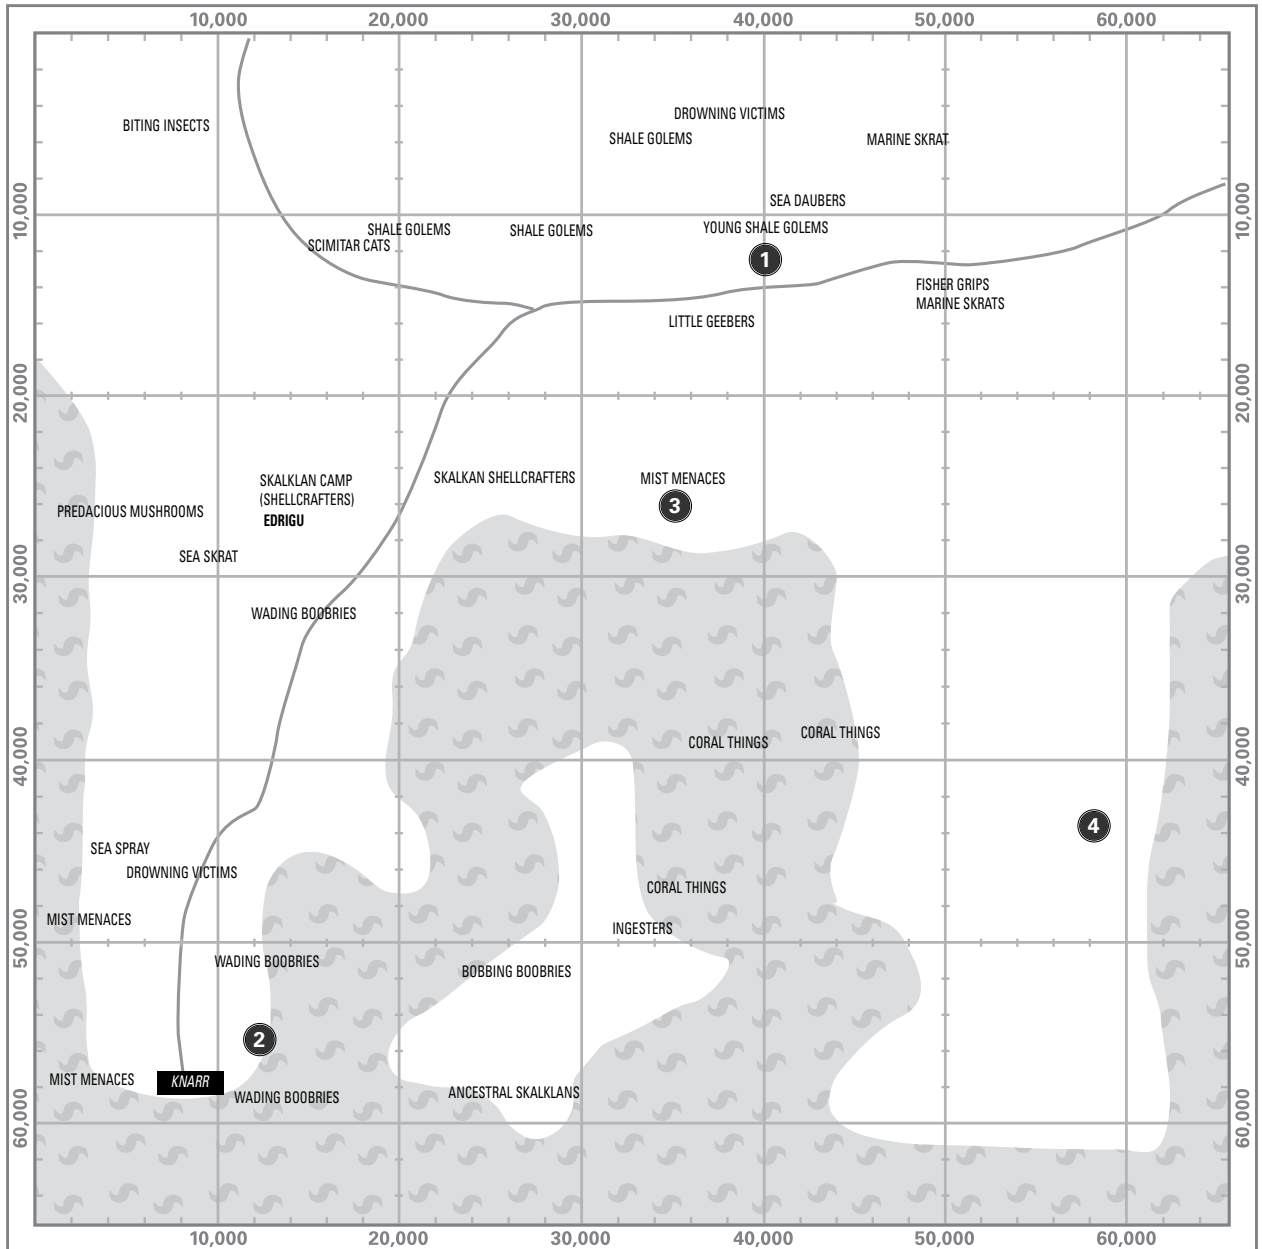 10,000 20,000 30,000 40,000 50,000 60,000
DROWNING VICTIMS
BITING INSECTS
SHALE GOLEMS
MARINE SKRAT
SEA DAUBERS
10,000
10,000
SHALE GOLEMS
SHALE GOLEMS
YOUNG SHALE GOLEMS
SCIMITAR CATS
1
FISHER GRIPS
MARINE SKRATS
LITTLE GEEBERS
20,000
20,000
SKALKLAN CAMP
(SHELLCRAFTERS)
EDRIGU
SKALKAN SHELLCRAFTERS
MIST MENACES
3
PREDACIOUS MUSHROOMS
SEA SKRAT
30,000
30,000
WADING BOOBRIES
CORAL THINGS
CORAL THINGS
40,000
40,000
4
SEA SPRAY
DROWNING VICTIMS
CORAL THINGS
MIST MENACES
INGESTERS
50,000
50,000
WADING BOOBRIES
BOBBING BOOBRIES
2
MIST MENACES
KNARR
WADING BOOBRIES
ANCESTRAL SKALKLANS
60,000
60,000
10,000 20,000 30,000 40,000 50,000 60,000